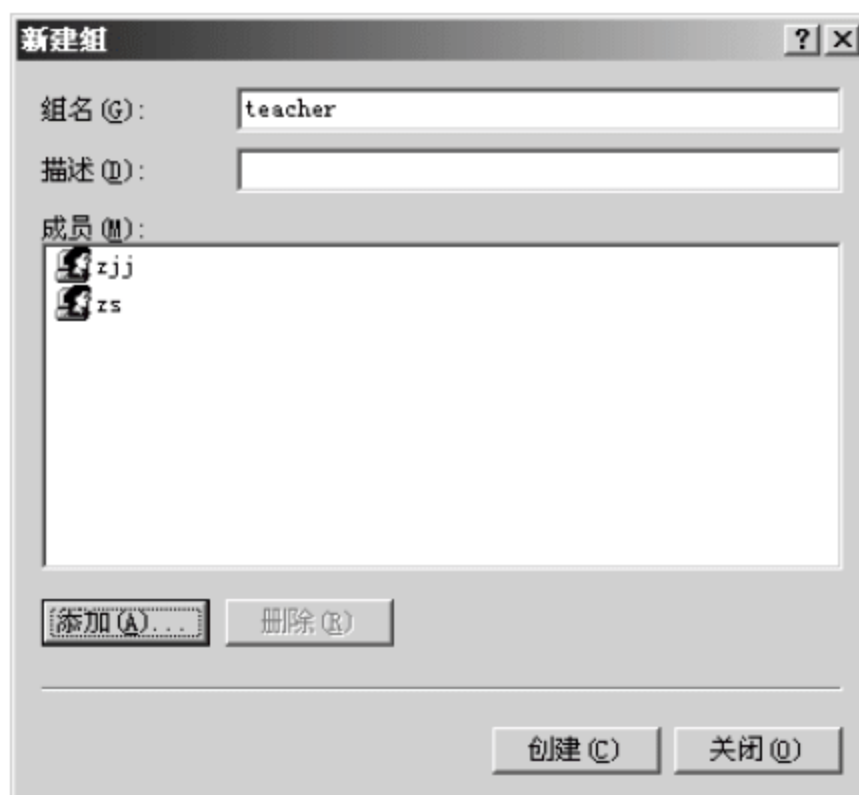 新建组
组名(G): teacher
描述(D):
成员(M):
zjj
zs
添加(A)... 删除(R)
创建(C) 关闭(O)